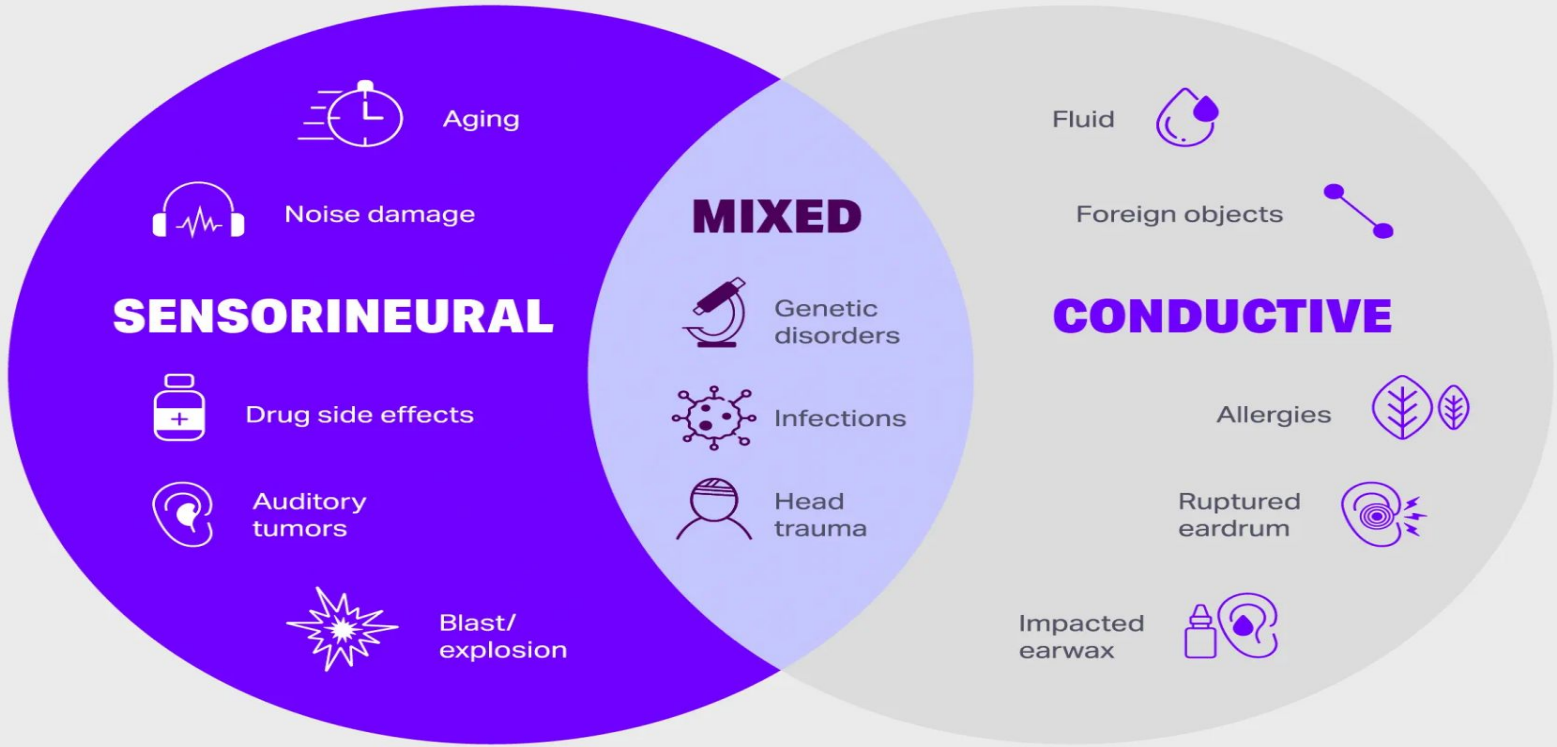 SENSORINEURAL
Aging
Noise damage
Drug side effects
Auditory
tumors
Blast/
explosion
MIXED
Genetic
disorders
Infections
Head
trauma
CONDUCTIVE
Fluid
Foreign objects
Allergies
Ruptured
eardrum
Impacted
earwax